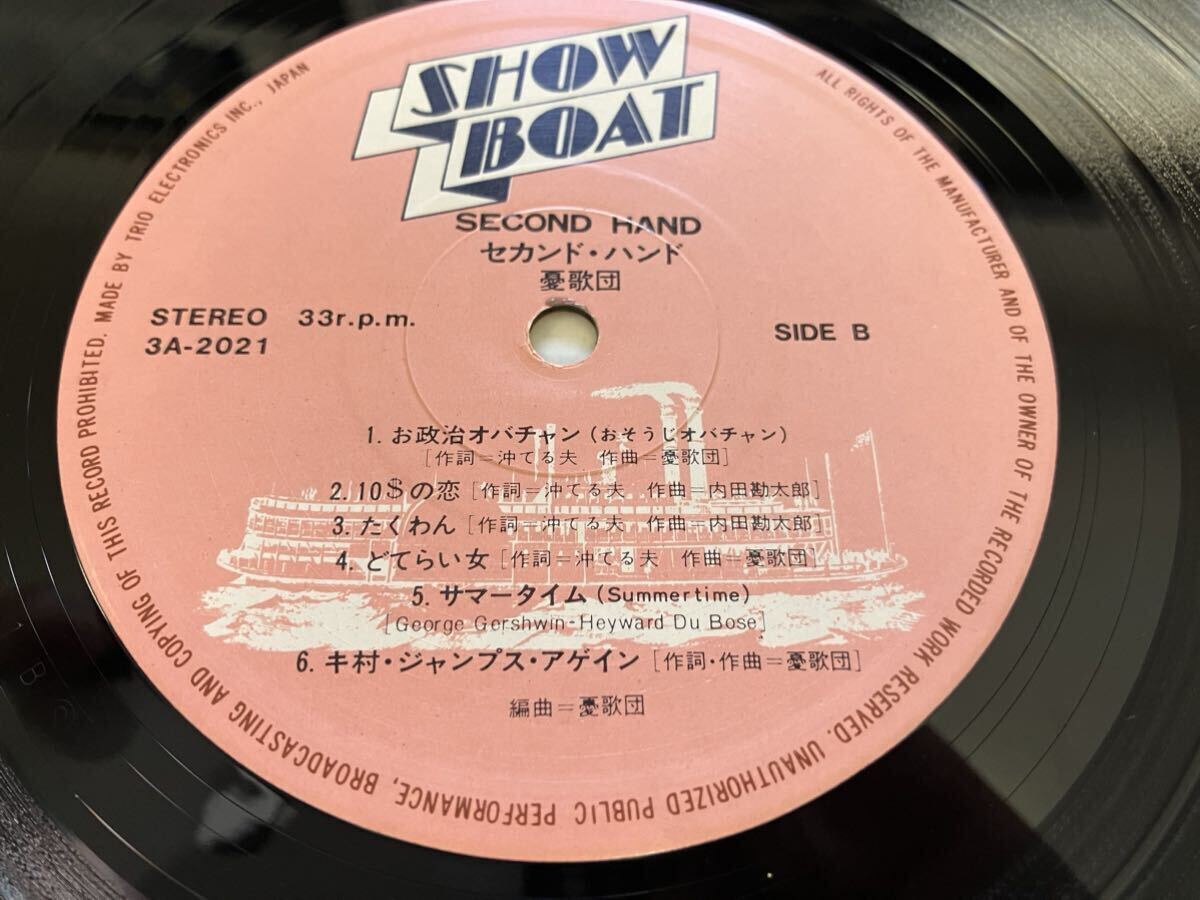 SHOW
BOAT
SECOND HAND
セカンド・ハンド
憂歌団
STEREO 33r.p.m.
3A-2021
SIDE B
1. お政治オバチャン (おそうじオバチャン)
[作詞=沖てる夫 作曲=憂歌団]
2. 10$の恋 [作詞=沖てる夫 作曲=内田勘太郎]
3. たくわん [作詞=沖てる夫 作曲=内田勘太郎]
4. どてらい女 [作詞=沖てる夫 作曲=憂歌団]
5. サマータイム (Summertime)
[George Gershwin-Heyward Du Bose]
6. キ村・ジャンプス・アゲイン [作詞・作曲=憂歌団]
編曲=憂歌団
ALL RIGHTS OF THE MANUFACTURER AND OF THE OWNER OF THE RECORDED WORK RESERVED. UNAUTHORIZED PUBLIC PERFORMANCE, BROADCASTING AND COPYING OF THIS RECORD PROHIBITED. MADE BY TRIO ELECTRONICS INC., JAPAN